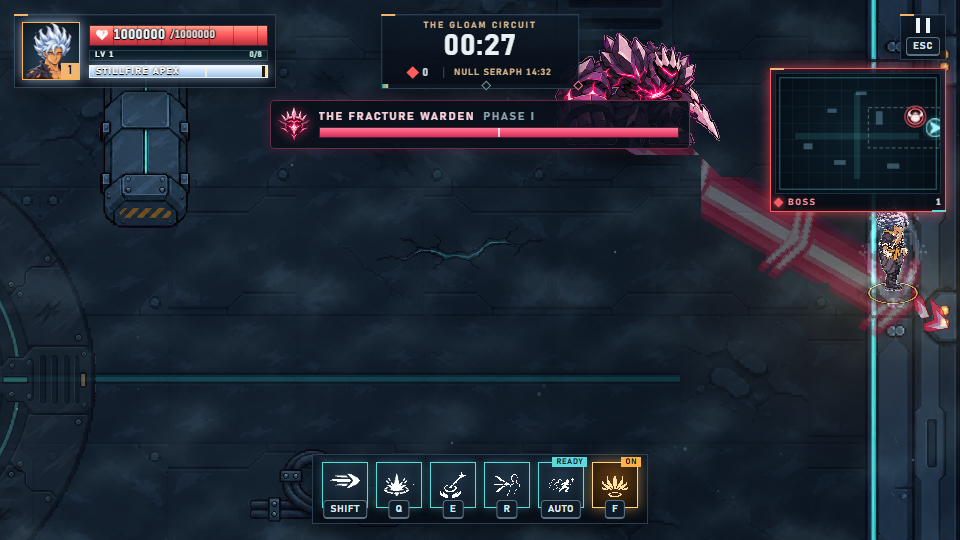 1
1000000 /1000000
LV 1 0/8
STILLFIRE APEX
THE GLOAM CIRCUIT
00:27
0 NULL SERAPH 14:32
ESC
THE FRACTURE WARDEN PHASE I
BOSS 1
READY ON
SHIFT Q E R AUTO F